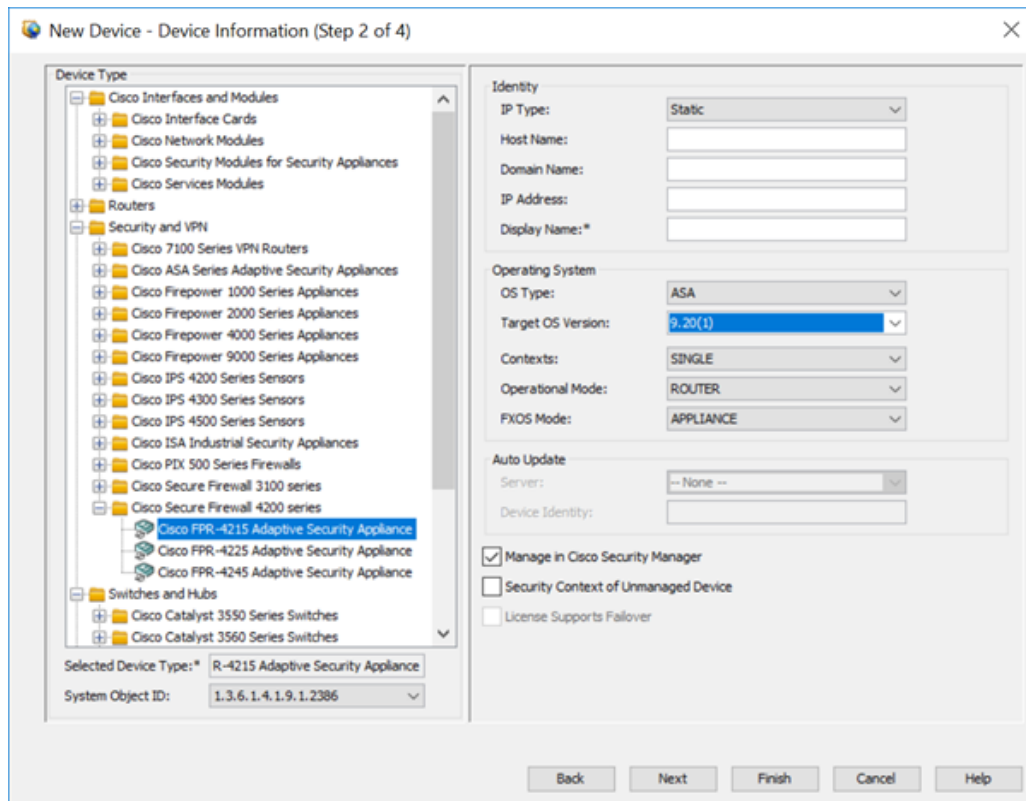 New Device - Device Information (Step 2 of 4)
Device Type
Cisco Interfaces and Modules
Cisco Interface Cards
Cisco Network Modules
Cisco Security Modules for Security Appliances
Cisco Services Modules
Routers
Security and VPN
Cisco 7100 Series VPN Routers
Cisco ASA Series Adaptive Security Appliances
Cisco Firepower 1000 Series Appliances
Cisco Firepower 2000 Series Appliances
Cisco Firepower 4000 Series Appliances
Cisco Firepower 9000 Series Appliances
Cisco IPS 4200 Series Sensors
Cisco IPS 4300 Series Sensors
Cisco IPS 4500 Series Sensors
Cisco ISA Industrial Security Appliances
Cisco PIX 500 Series Firewalls
Cisco Secure Firewall 3100 series
Cisco Secure Firewall 4200 series
Cisco FPR-4215 Adaptive Security Appliance
Cisco FPR-4225 Adaptive Security Appliance
Cisco FPR-4245 Adaptive Security Appliance
Switches and Hubs
Cisco Catalyst 3550 Series Switches
Cisco Catalyst 3560 Series Switches
Selected Device Type:* R-4215 Adaptive Security Appliance
System Object ID: 1.3.6.1.4.1.9.1.2386
Identity
IP Type: Static
Host Name:
Domain Name:
IP Address:
Display Name:*
Operating System
OS Type: ASA
Target OS Version: 9.20(1)
Contexts: SINGLE
Operational Mode: ROUTER
FXOS Mode: APPLIANCE
Auto Update
Server: -- None --
Device Identity:
Manage in Cisco Security Manager
Security Context of Unmanaged Device
License Supports Failover
Back Next Finish Cancel Help